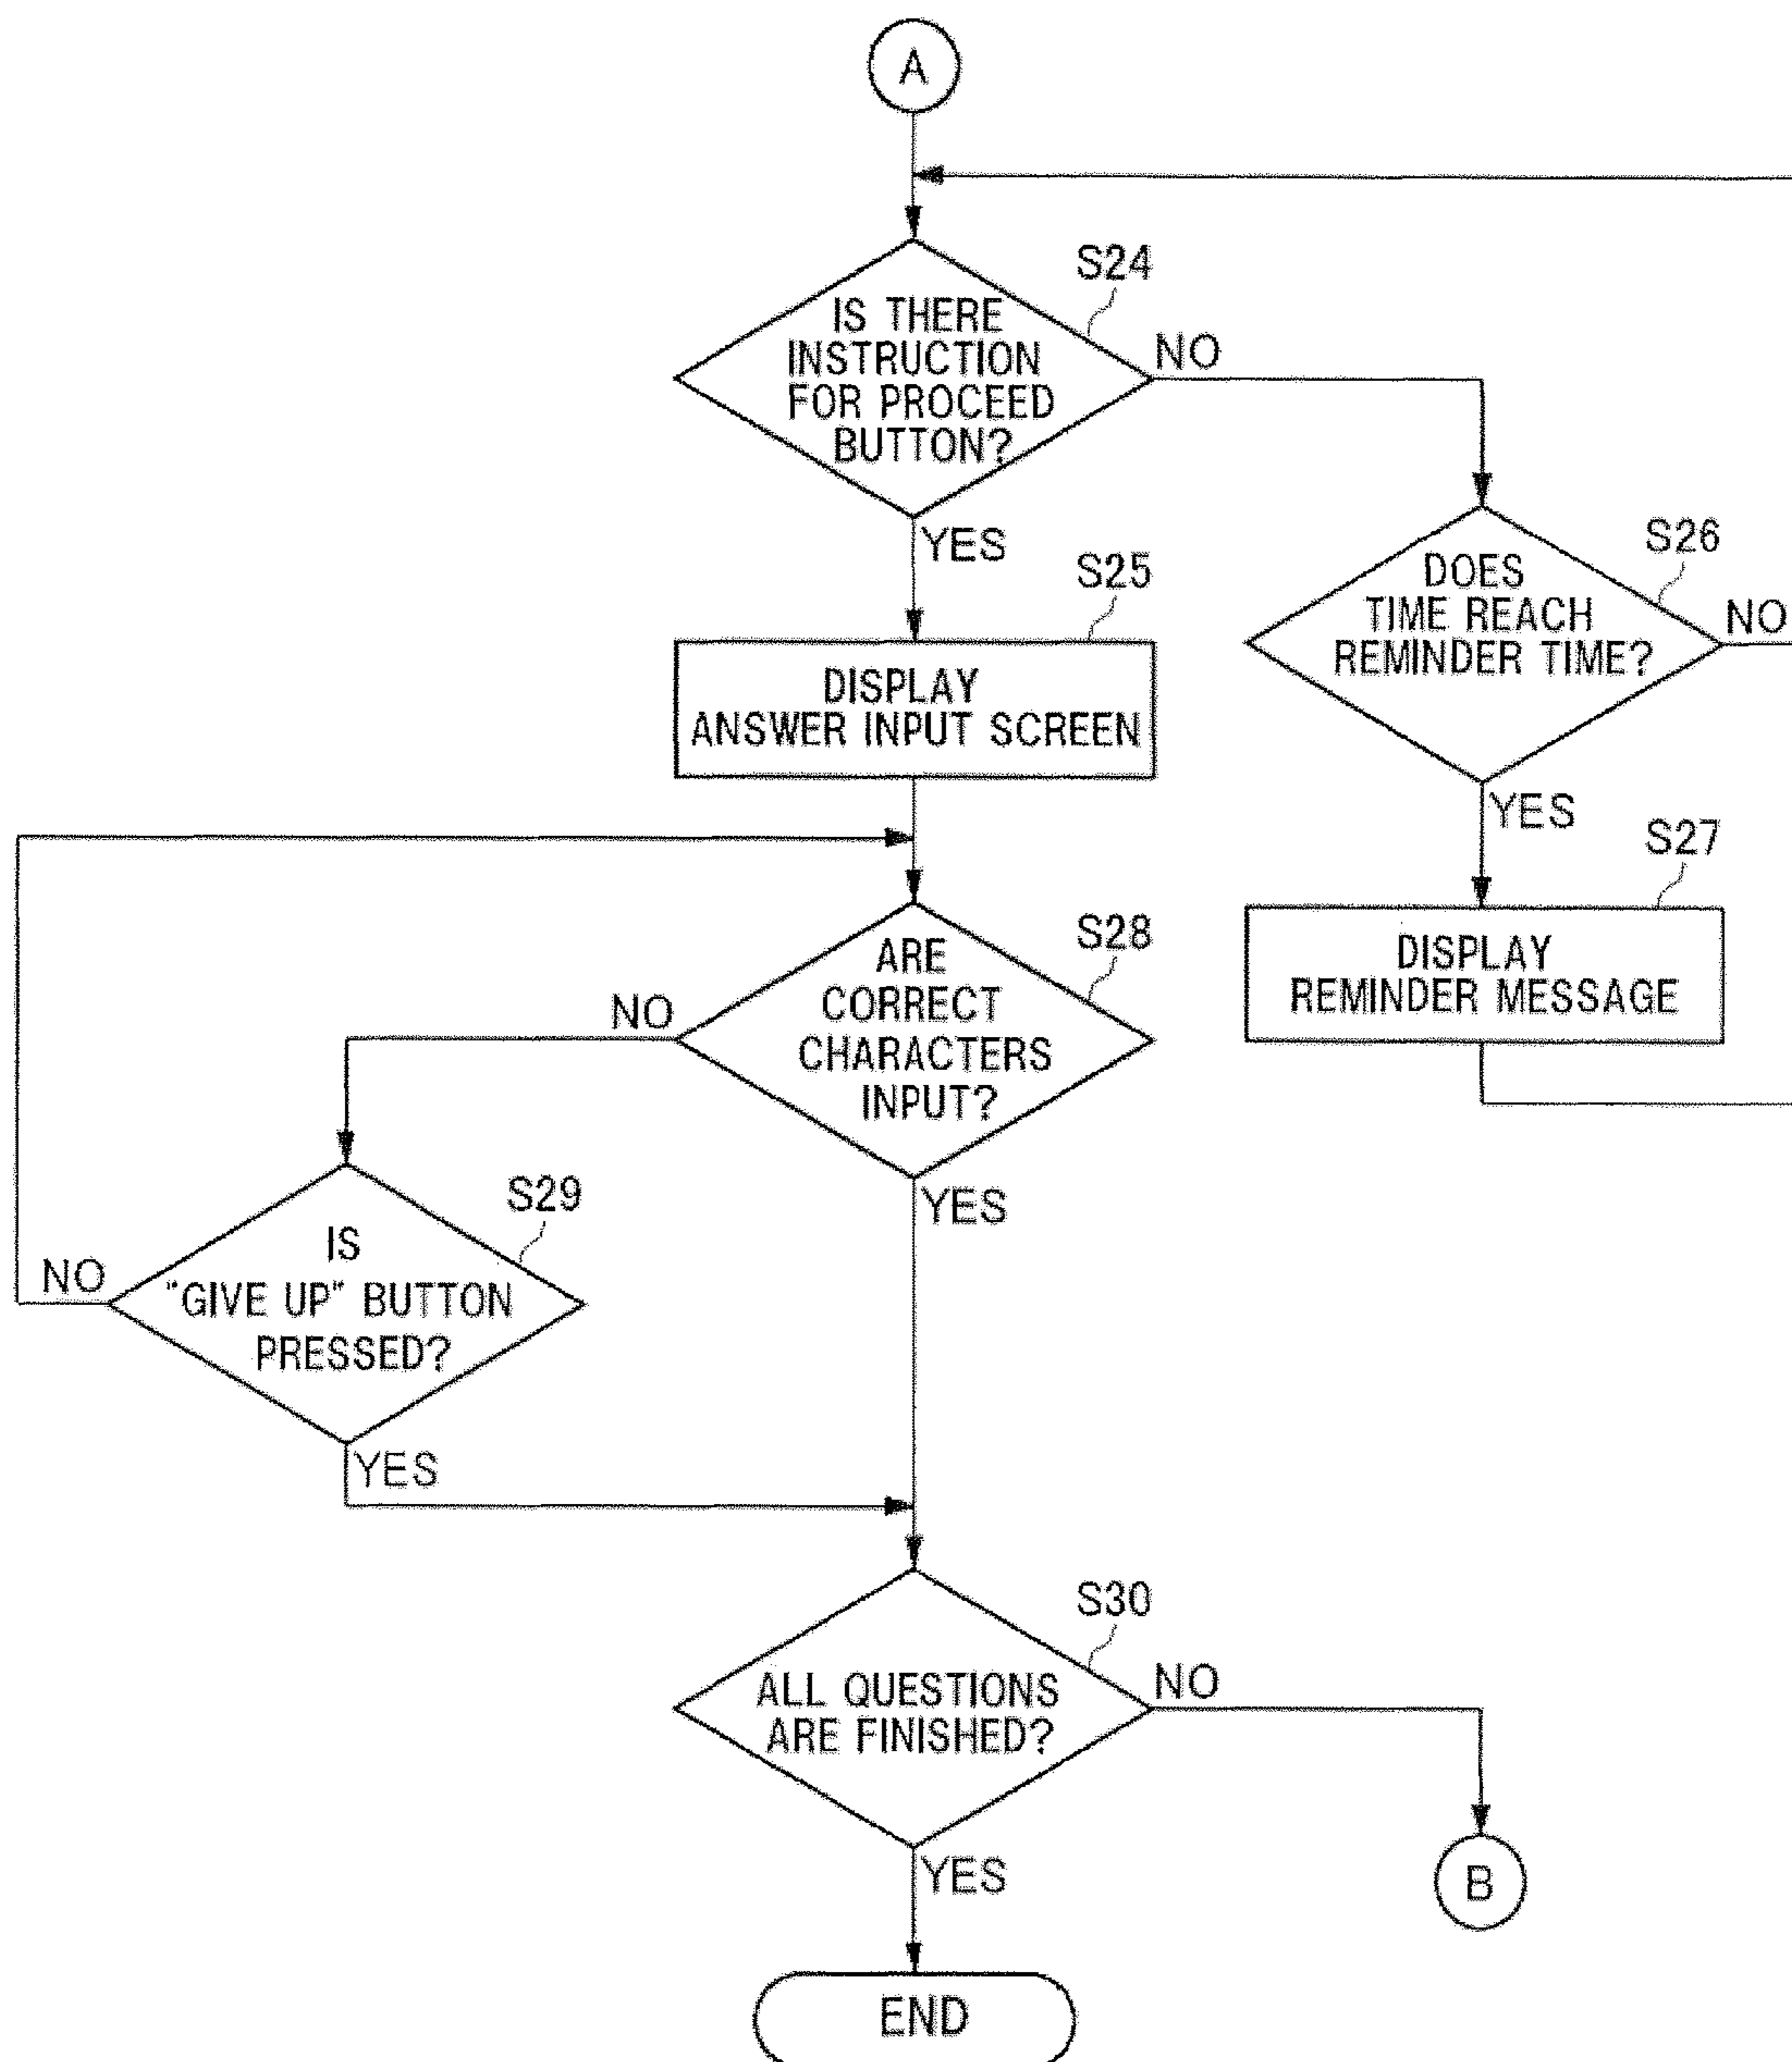 A
S24
IS THERE
INSTRUCTION
FOR PROCEED
BUTTON?
NO
YES
S25
DISPLAY
ANSWER INPUT SCREEN
S26
DOES
TIME REACH
REMINDER TIME?
NO
YES
S27
DISPLAY
REMINDER MESSAGE
S28
ARE
CORRECT
CHARACTERS
INPUT?
NO
YES
S29
IS
"GIVE UP" BUTTON
PRESSED?
NO
YES
S30
ALL QUESTIONS
ARE FINISHED?
NO
YES
B
END